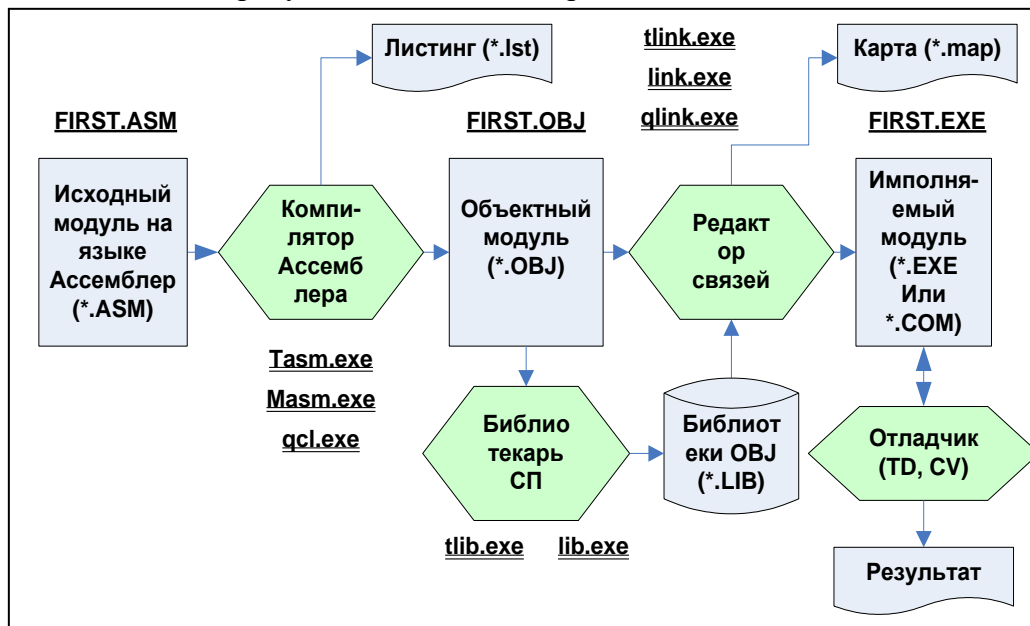 Листинг (*.lst)
tlink.exe
link.exe
qlink.exe
Карта (*.map)
FIRST.ASM
FIRST.OBJ
FIRST.EXE
Исходный
модуль на
языке
Ассемблер
(*.ASM)
Компи-
лятор
Ассемб
лера
Объектный
модуль
(*.OBJ)
Редакт
ор
связей
Имполня-
емый
модуль
(*.EXE
Или
*.COM)
Tasm.exe
Masm.exe
qcl.exe
Библио
текарь
СП
Библиот
еки OBJ
(*.LIB)
Отладчик
(TD, CV)
tlib.exe
lib.exe
Результат